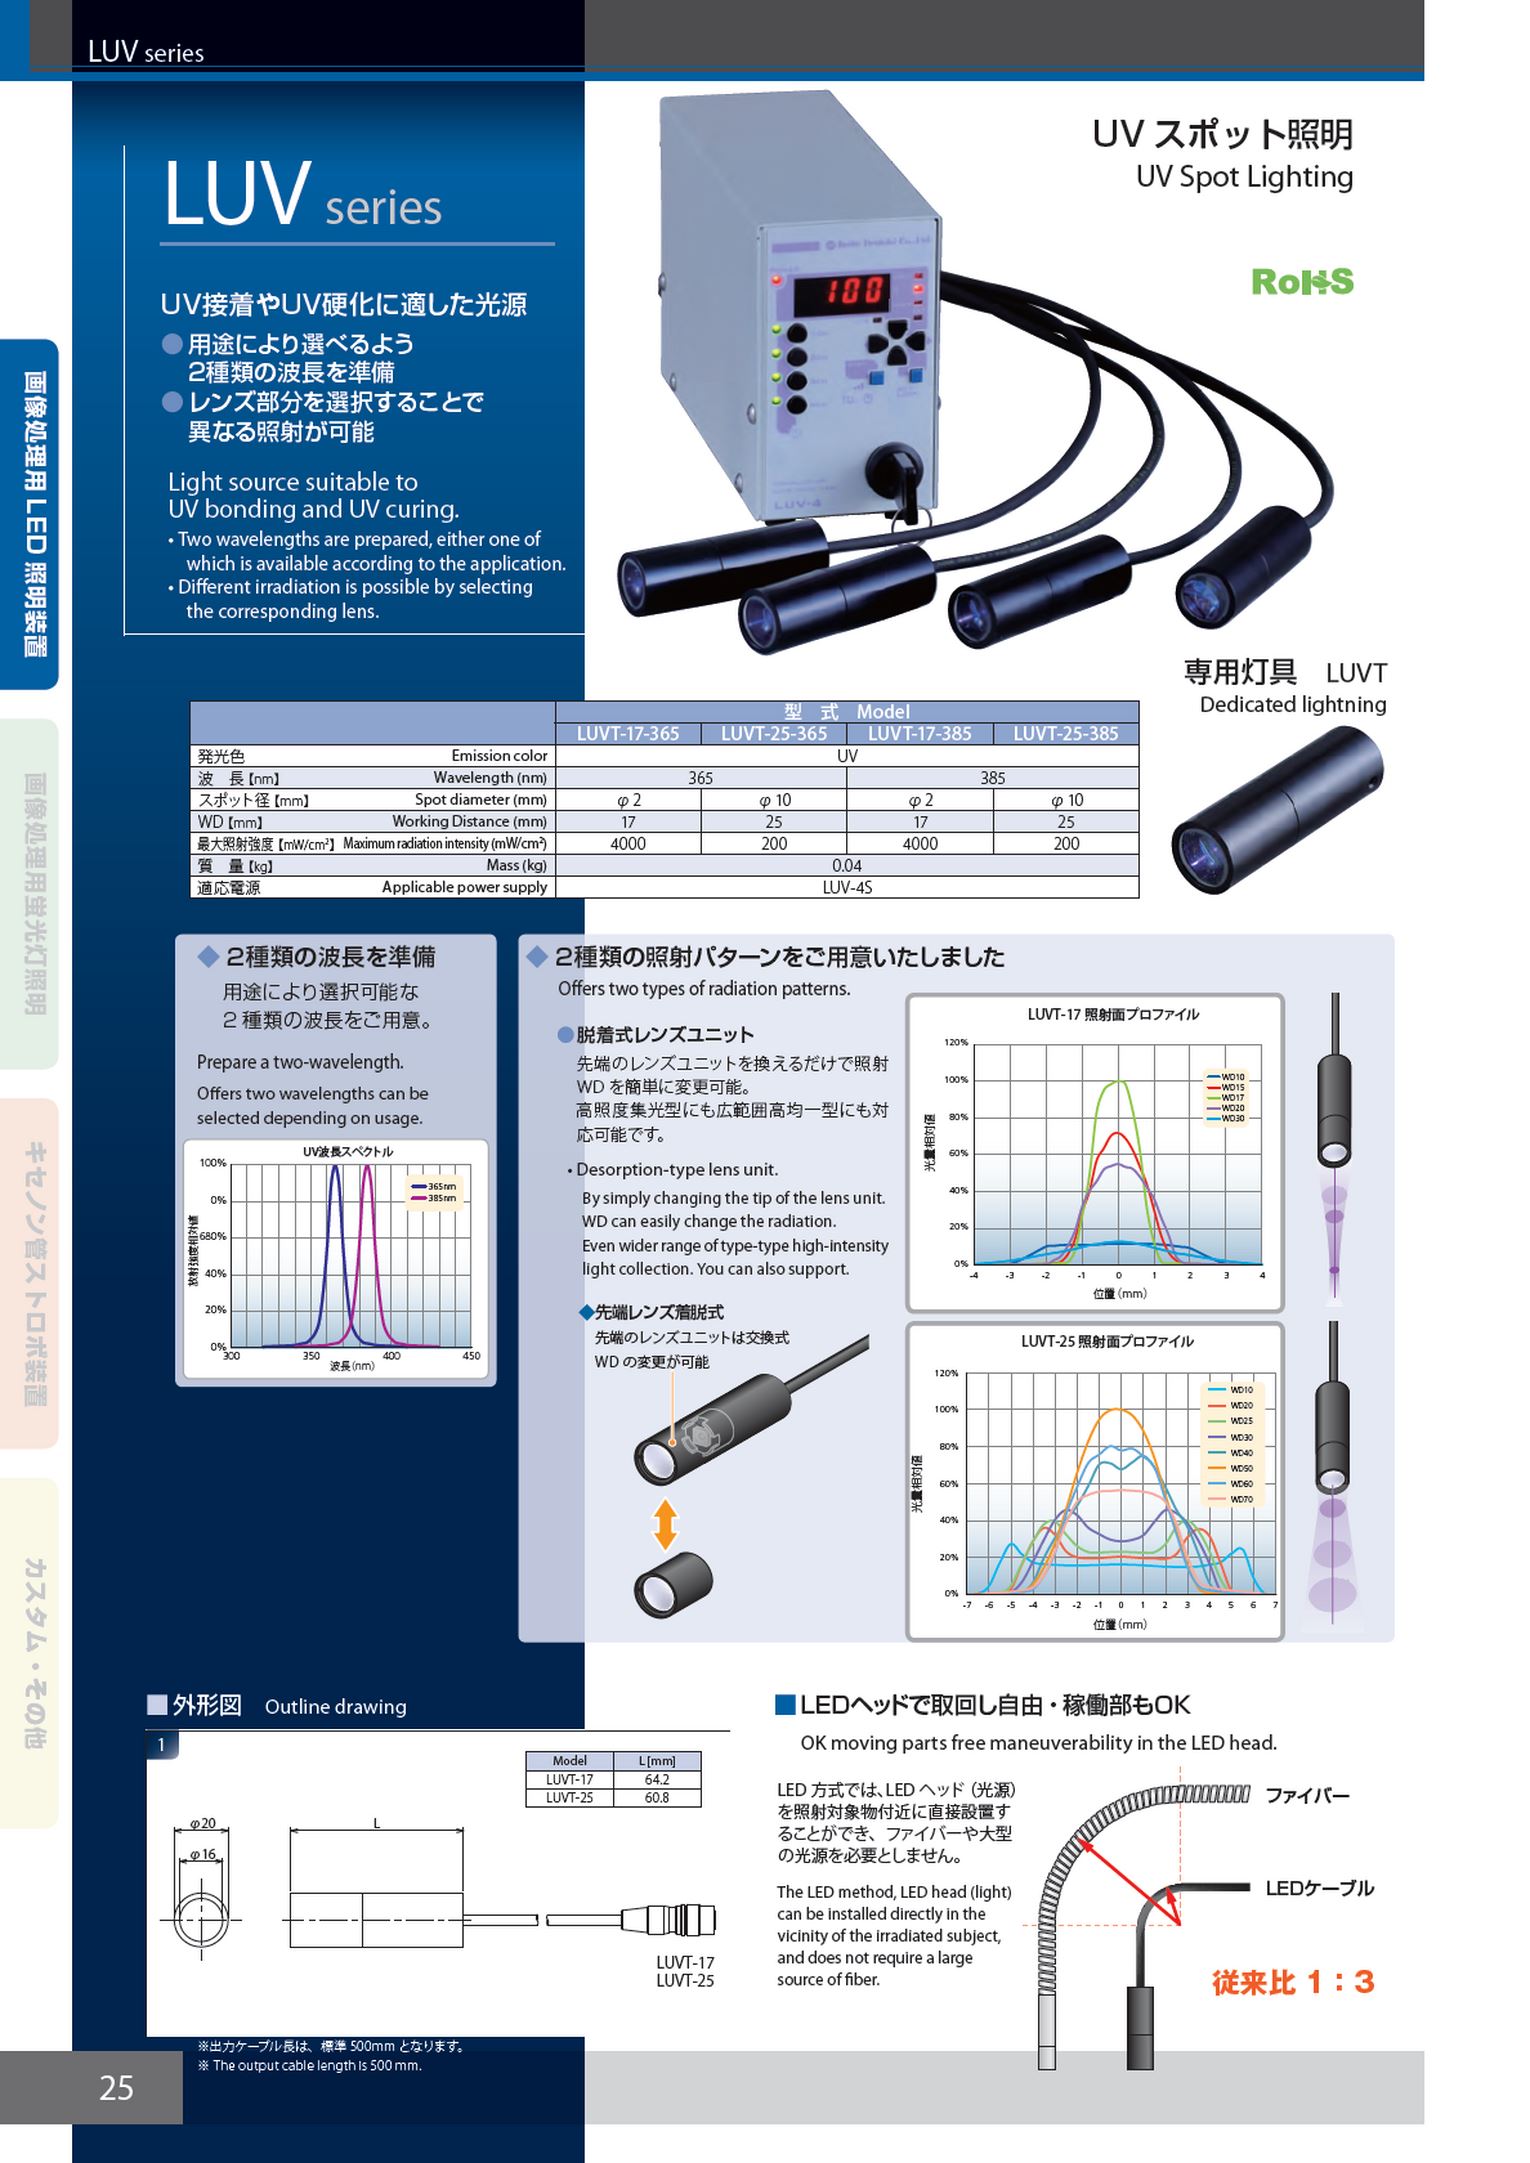 LUV series
LUV series
UV接着やUV硬化に適した光源
● 用途により選べるよう
2種類の波長を準備
● レンズ部分を選択することで
異なる照射が可能
Light source suitable to
UV bonding and UV curing.
• Two wavelengths are prepared, either one of
which is available according to the application.
• Different irradiation is possible by selecting
the corresponding lens.
UV スポット照明
UV Spot Lighting
RoHS
100
LUV-4
専用灯具 LUVT
Dedicated lightning
画像処理用 LED 照明装置
画像処理用蛍光灯照明
キセノン管ストロボ装置
カスタム・その他
型 式 Model
LUVT-17-365 LUVT-25-365 LUVT-17-385 LUVT-25-385
発光色 Emission color UV
波 長【nm】 Wavelength (nm) 365 385
スポット径【mm】 Spot diameter (mm) φ 2 φ 10 φ 2 φ 10
WD【mm】 Working Distance (mm) 17 25 17 25
最大照射強度【mW/cm²】 Maximum radiation intensity (mW/cm²) 4000 200 4000 200
質 量【kg】 Mass (kg) 0.04
適応電源 Applicable power supply LUV-4S
◆ 2種類の波長を準備
用途により選択可能な
2 種類の波長をご用意。
Prepare a two-wavelength.
Offers two wavelengths can be
selected depending on usage.
UV波長スペクトル
100%
0%
680%
40%
20%
0%
放射強度相対値
365nm
385nm
300 350 400 450
波長(nm)
◆ 2種類の照射パターンをご用意いたしました
Offers two types of radiation patterns.
● 脱着式レンズユニット
先端のレンズユニットを換えるだけで照射
WD を簡単に変更可能。
高照度集光型にも広範囲高均一型にも対
応可能です。
• Desorption-type lens unit.
By simply changing the tip of the lens unit.
WD can easily change the radiation.
Even wider range of type-type high-intensity
light collection. You can also support.
◆先端レンズ着脱式
先端のレンズユニットは交換式
WD の変更が可能
LUVT-17 照射面プロファイル
120%
100%
80%
60%
40%
20%
0%
光量相対値
WD10
WD15
WD17
WD20
WD30
-4 -3 -2 -1 0 1 2 3 4
位置(mm)
LUVT-25 照射面プロファイル
120%
100%
80%
60%
40%
20%
0%
光量相対値
WD10
WD20
WD25
WD30
WD40
WD50
WD60
WD70
-7 -6 -5 -4 -3 -2 -1 0 1 2 3 4 5 6 7
位置(mm)
■ 外形図 Outline drawing
1
Model L[mm]
LUVT-17 64.2
LUVT-25 60.8
φ20
φ16
L
LUVT-17
LUVT-25
※出力ケーブル長は、標準 500mm となります。
※ The output cable length is 500 mm.
■ LEDヘッドで取回し自由・稼働部もOK
OK moving parts free maneuverability in the LED head.
LED 方式では、LED ヘッド（光源）
を照射対象物付近に直接設置す
ることができ、ファイバーや大型
の光源を必要としません。
The LED method, LED head (light)
can be installed directly in the
vicinity of the irradiated subject,
and does not require a large
source of fiber.
ファイバー
LEDケーブル
従来比 1：3
25